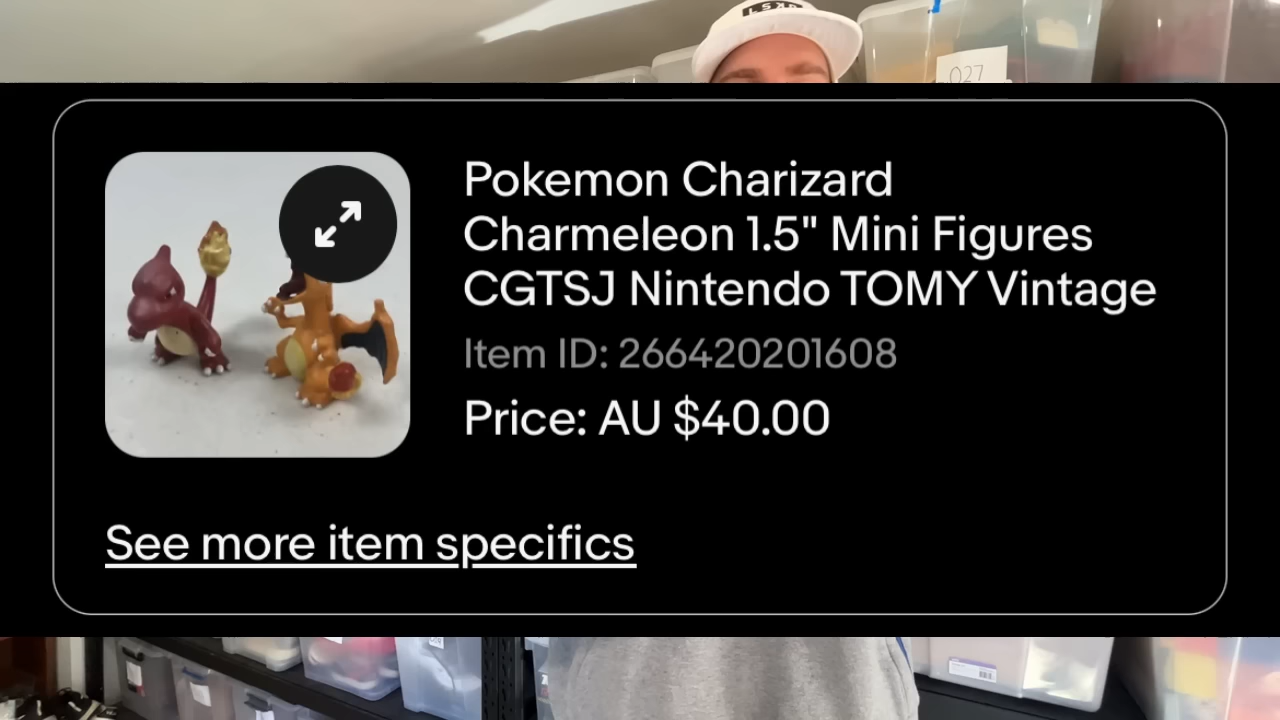 027
Pokemon Charizard
Charmeleon 1.5" Mini Figures
CGTSJ Nintendo TOMY Vintage
Item ID: 266420201608
Price: AU $40.00
See more item specifics